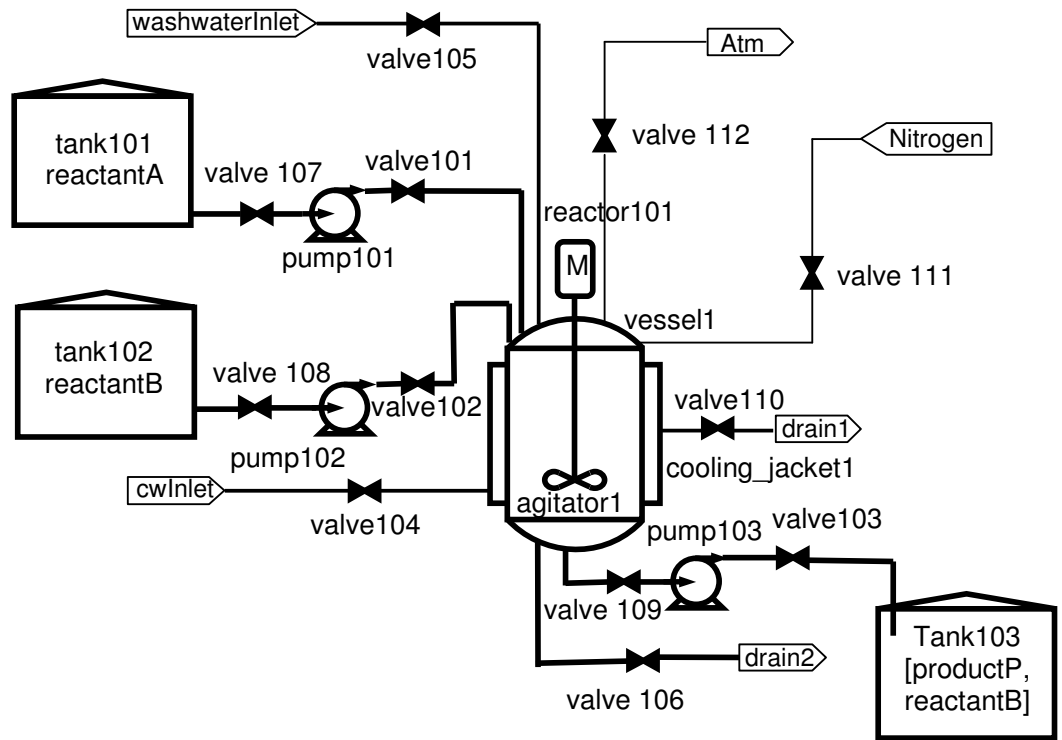 washwaterInlet
valve105
Atm
valve 112
Nitrogen
tank101
reactantA
valve 107
valve101
pump101
reactor101
M
valve 111
vessel1
tank102
reactantB
valve 108
valve102
pump102
valve110
drain1
cooling_jacket1
cwInlet
valve104
agitator1
pump103
valve103
valve 109
drain2
valve 106
Tank103
[productP,
reactantB]